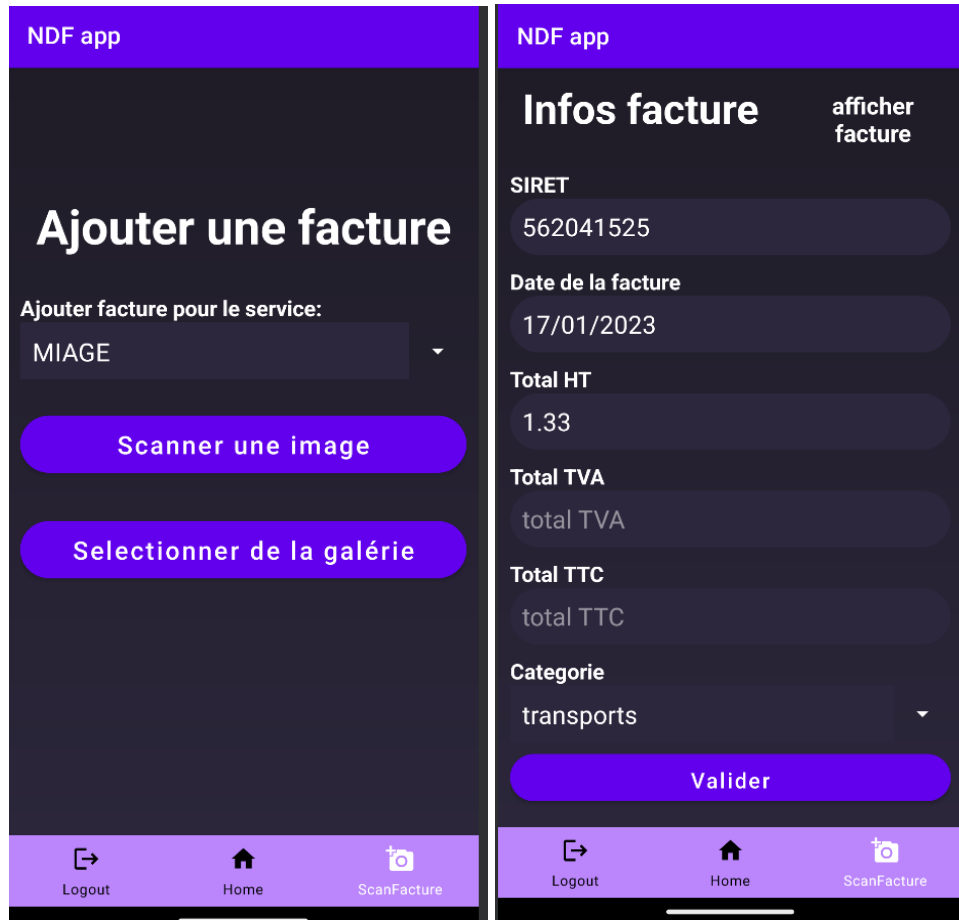 NDF app
Ajouter une facture
Ajouter facture pour le service:
MIAGE
Scanner une image
Selectionner de la galérie
Logout
Home
ScanFacture
NDF app
Infos facture
afficher
facture
SIRET
562041525
Date de la facture
17/01/2023
Total HT
1.33
Total TVA
total TVA
Total TTC
total TTC
Categorie
transports
Valider
Logout
Home
ScanFacture